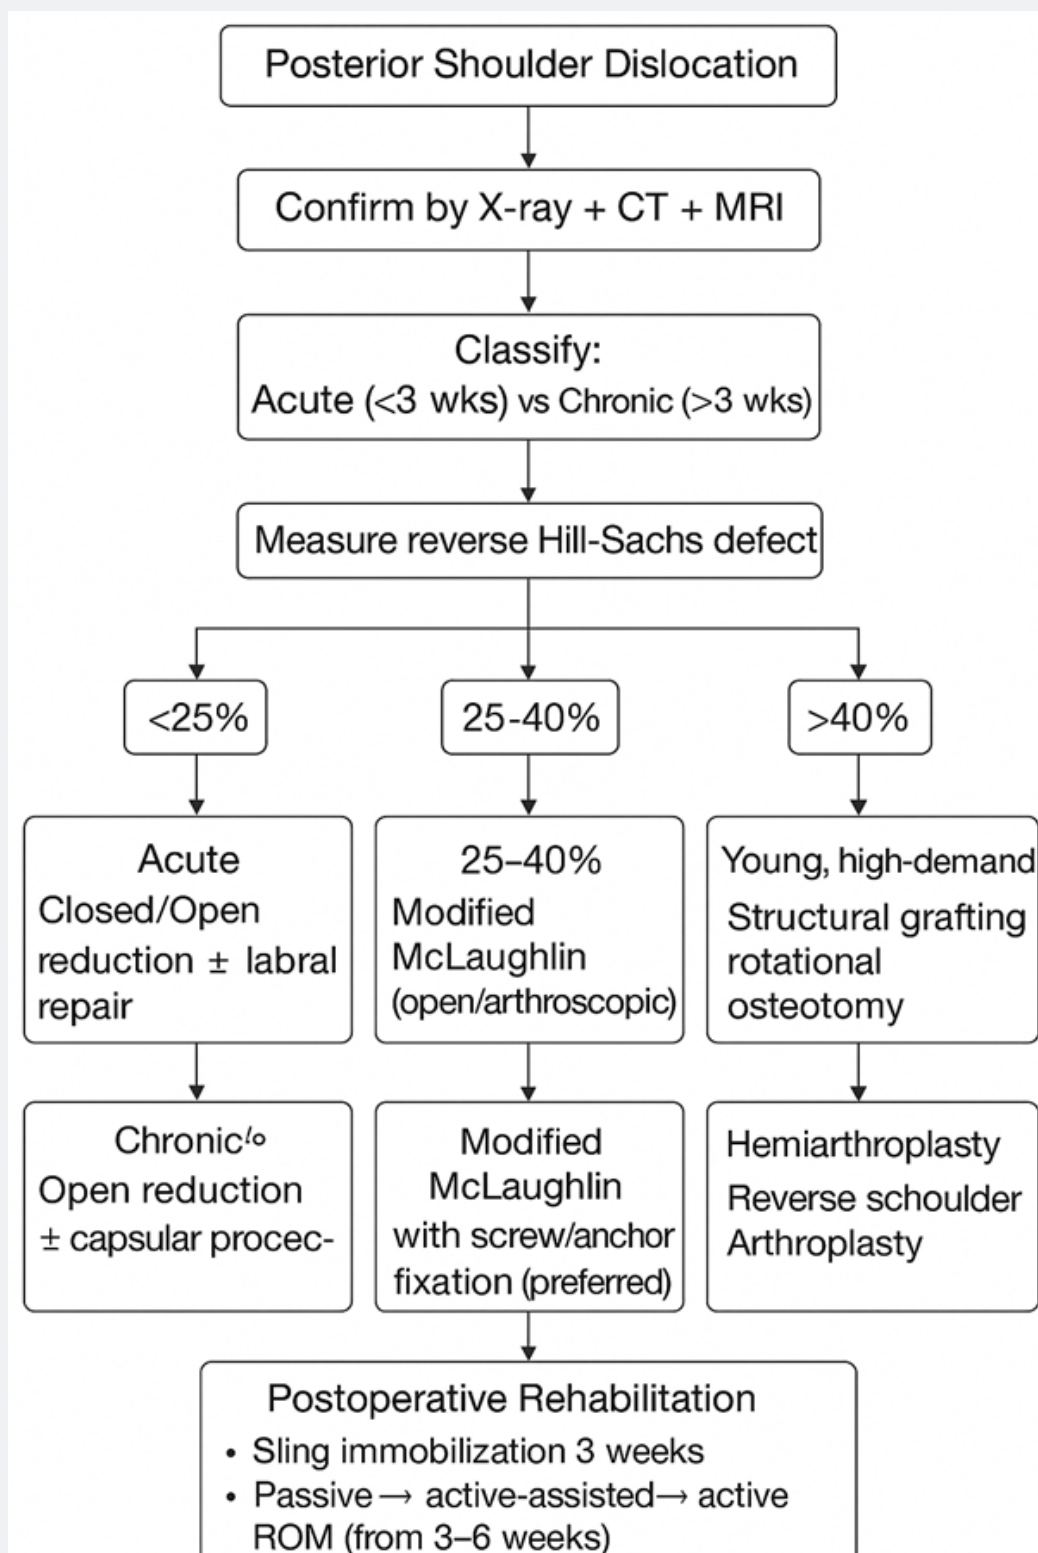 Posterior Shoulder Dislocation
Confirm by X-ray + CT + MRI
Classify:
Acute (<3 wks) vs Chronic (>3 wks)
Measure reverse Hill-Sachs defect
<25%
25-40%
>40%
Acute
Closed/Open
reduction ± labral
repair
25–40%
Modified
McLaughlin
(open/arthroscopic)
Young, high-demand
Structural grafting
rotational
osteotomy
Chronic
Open reduction
± capsular procec-
Modified
McLaughlin
with screw/anchor
fixation (preferred)
Hemiarthroplasty
Reverse schoulder
Arthroplasty
Postoperative Rehabilitation
• Sling immobilization 3 weeks
• Passive → active-assisted → active
ROM (from 3–6 weeks)